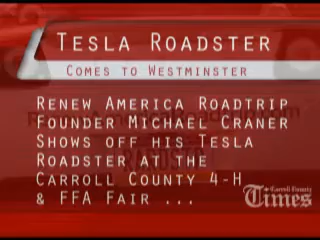 Tesla Roadster
Comes to Westminster
Renew America Roadtrip
Founder Michael Craner
Shows off his Tesla
Roadster at the
Carroll County 4-H
& FFA Fair ...
Carroll County
Times